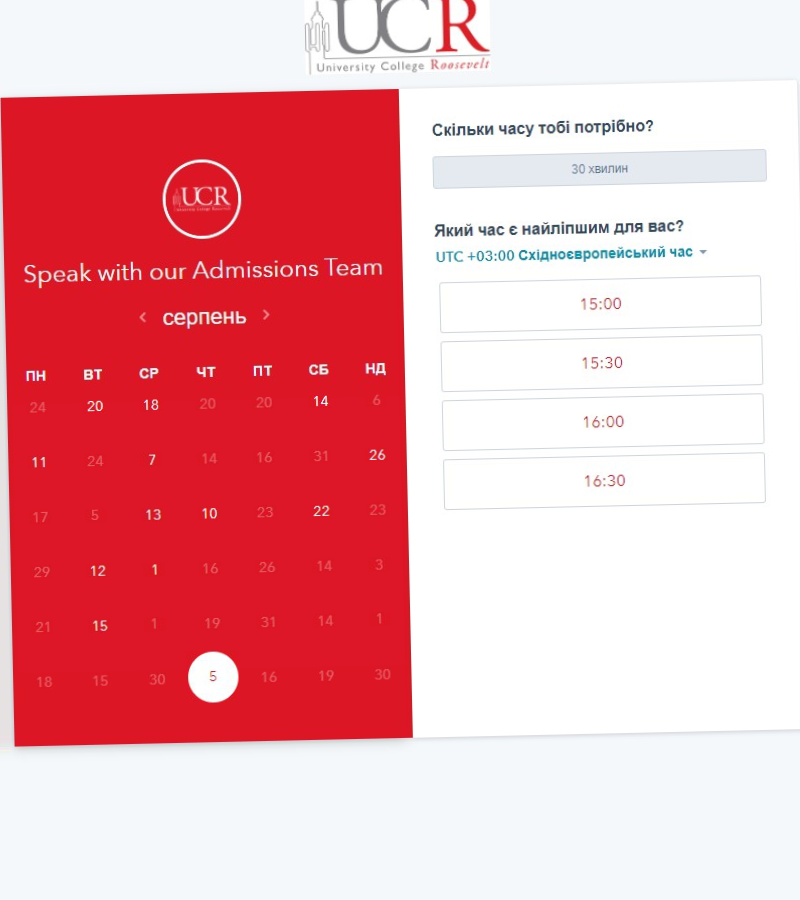 UCR
University College Roosevelt
UCR
University College Roosevelt
Speak with our Admissions Team
‹ серпень ›
ПН ВТ СР ЧТ ПТ СБ НД
24 20 18 20 20 14 6
11 24 7 14 16 31 26
17 5 13 10 23 22 23
29 12 1 16 26 14 3
21 15 1 19 31 14 1
18 15 30 5 16 19 30
Скільки часу тобі потрібно?
30 хвилин
Який час є найліпшим для вас?
UTC +03:00 Східноєвропейський час
15:00
15:30
16:00
16:30